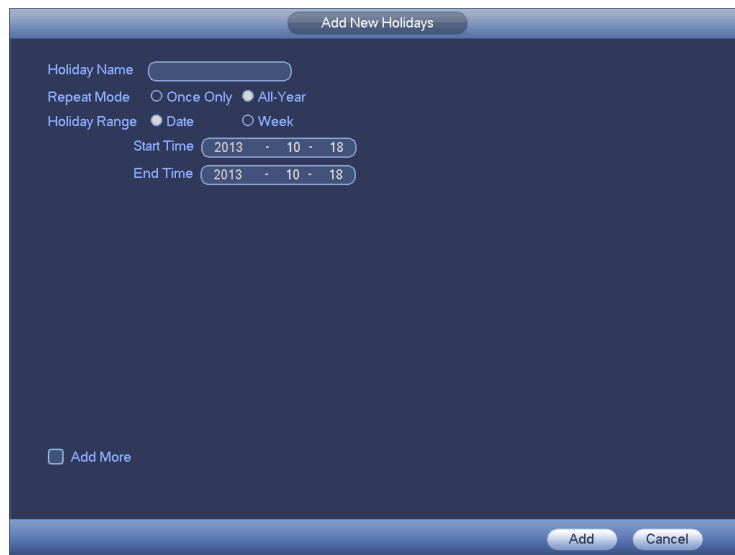 Add New Holidays
Holiday Name
Repeat Mode Once Only All-Year
Holiday Range Date Week
Start Time 2013 - 10 - 18
End Time 2013 - 10 - 18
Add More
Add Cancel